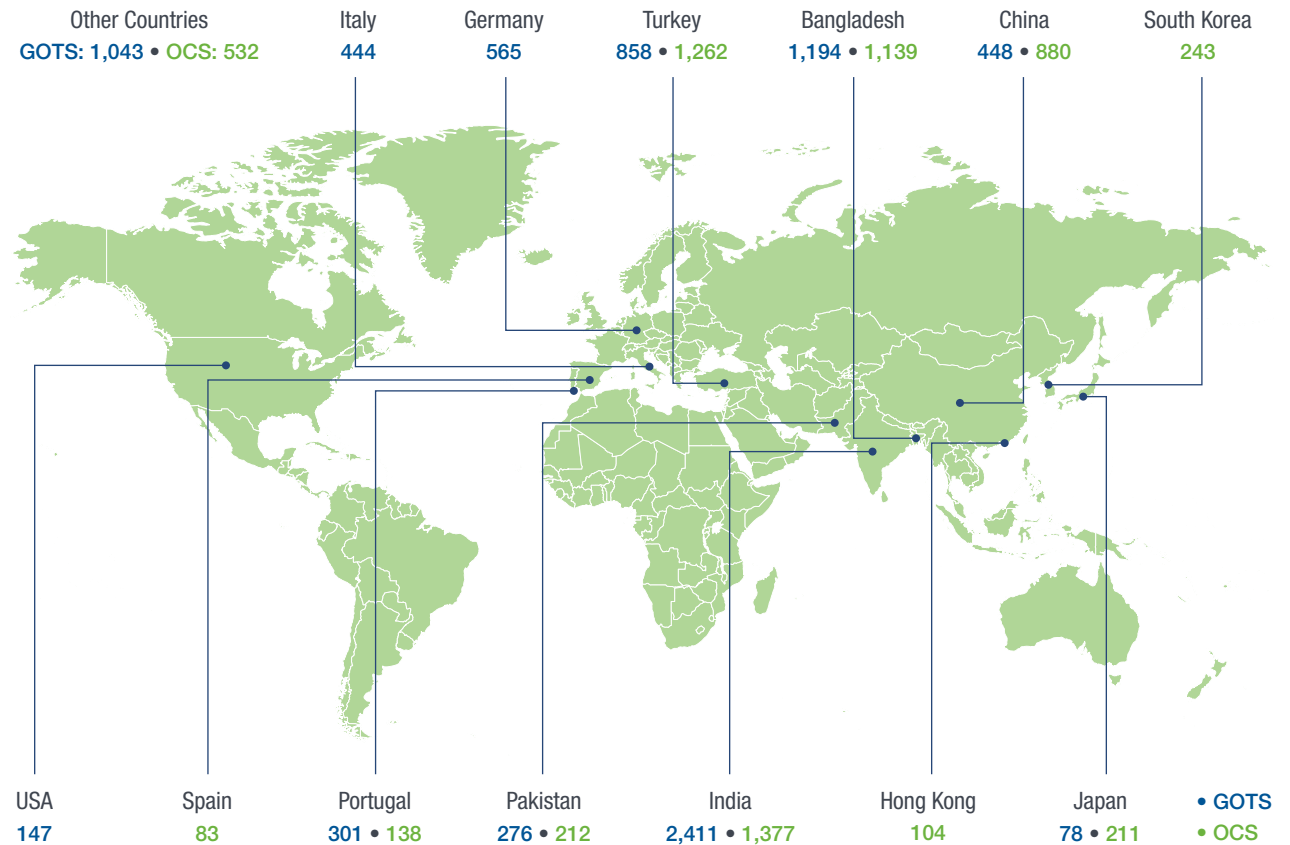 Other Countries
GOTS: 1,043 • OCS: 532
Italy
444
Germany
565
Turkey
858 • 1,262
Bangladesh
1,194 • 1,139
China
448 • 880
South Korea
243
USA
147
Spain
83
Portugal
301 • 138
Pakistan
276 • 212
India
2,411 • 1,377
Hong Kong
104
Japan
78 • 211
• GOTS
• OCS